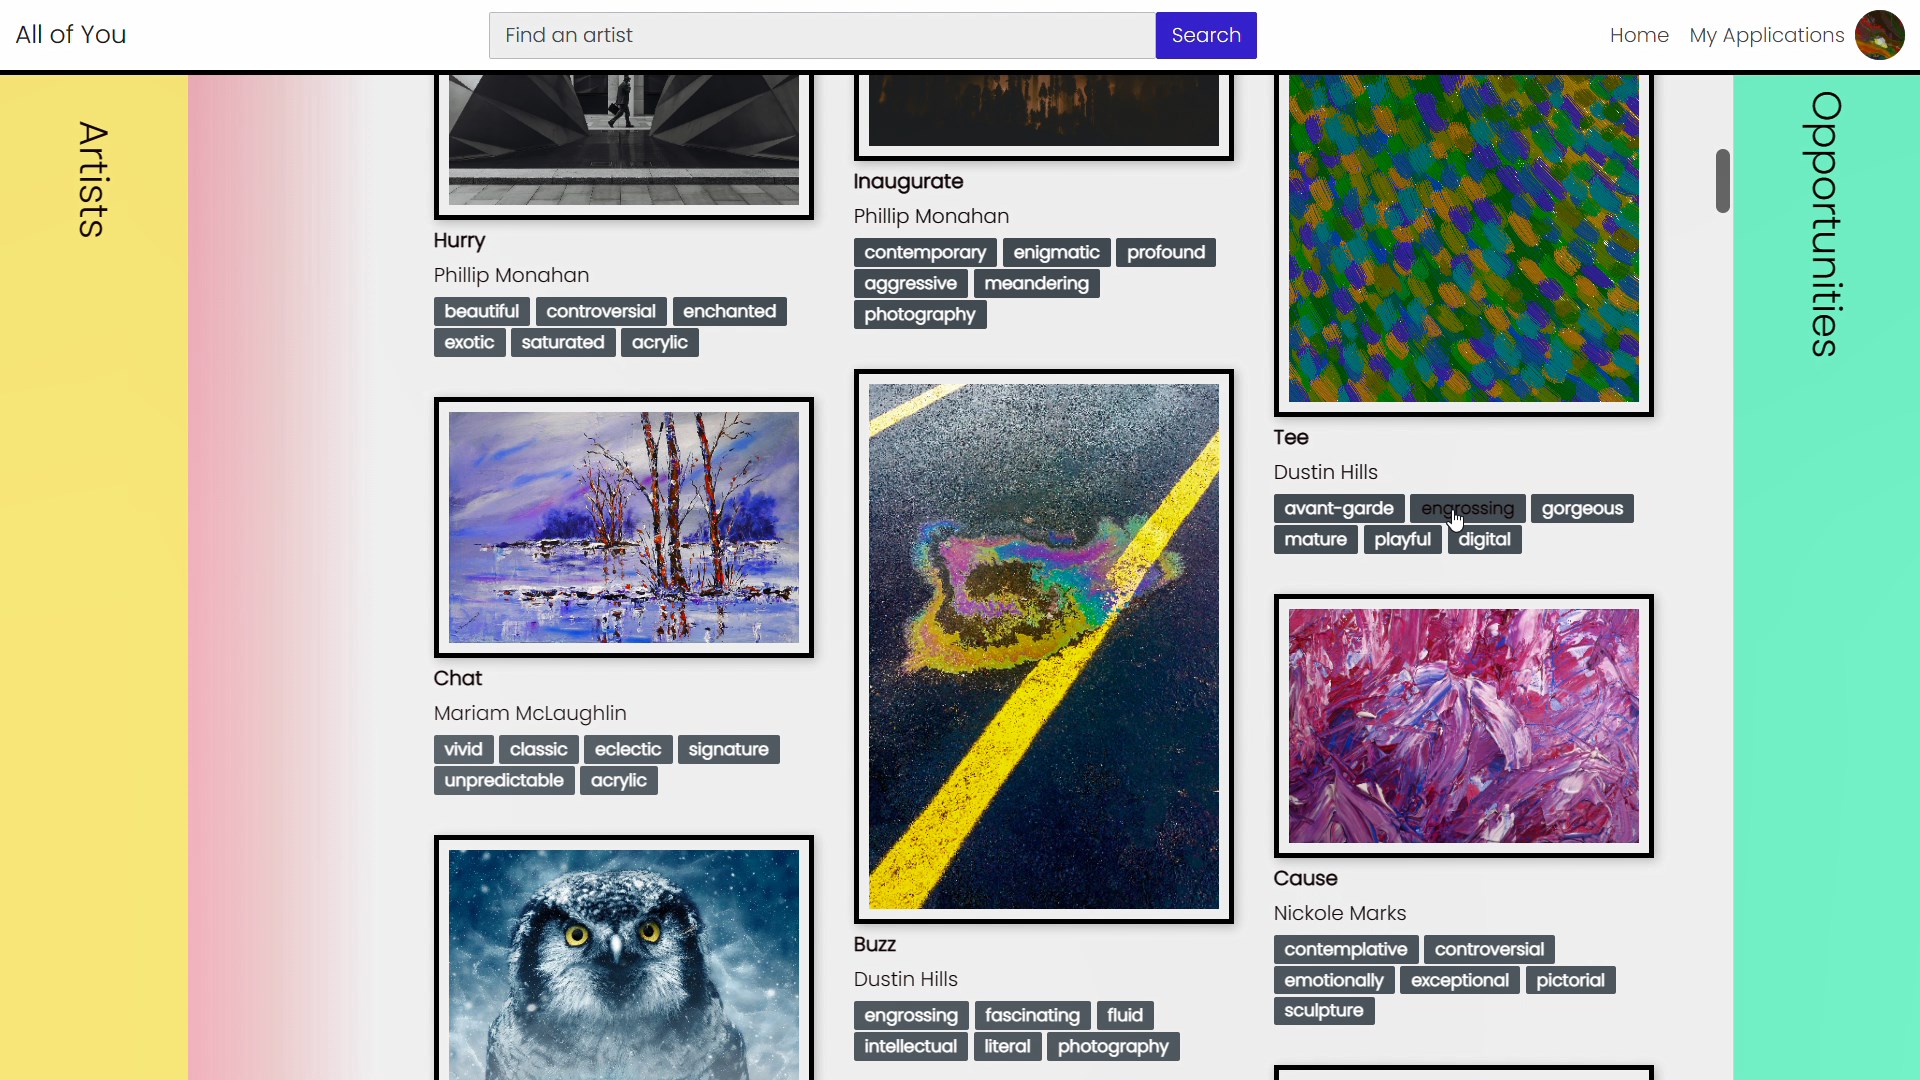 All of You
Find an artist
Search
Home
My Applications
Artists
Hurry
Phillip Monahan
beautiful controversial enchanted
exotic saturated acrylic
Chat
Mariam McLaughlin
vivid classic eclectic signature
unpredictable acrylic
Inaugurate
Phillip Monahan
contemporary enigmatic profound
aggressive meandering
photography
Buzz
Dustin Hills
engrossing fascinating fluid
intellectual literal photography
Tee
Dustin Hills
avant-garde engrossing gorgeous
mature playful digital
Cause
Nickole Marks
contemplative controversial
emotionally exceptional pictorial
sculpture
Opportunities